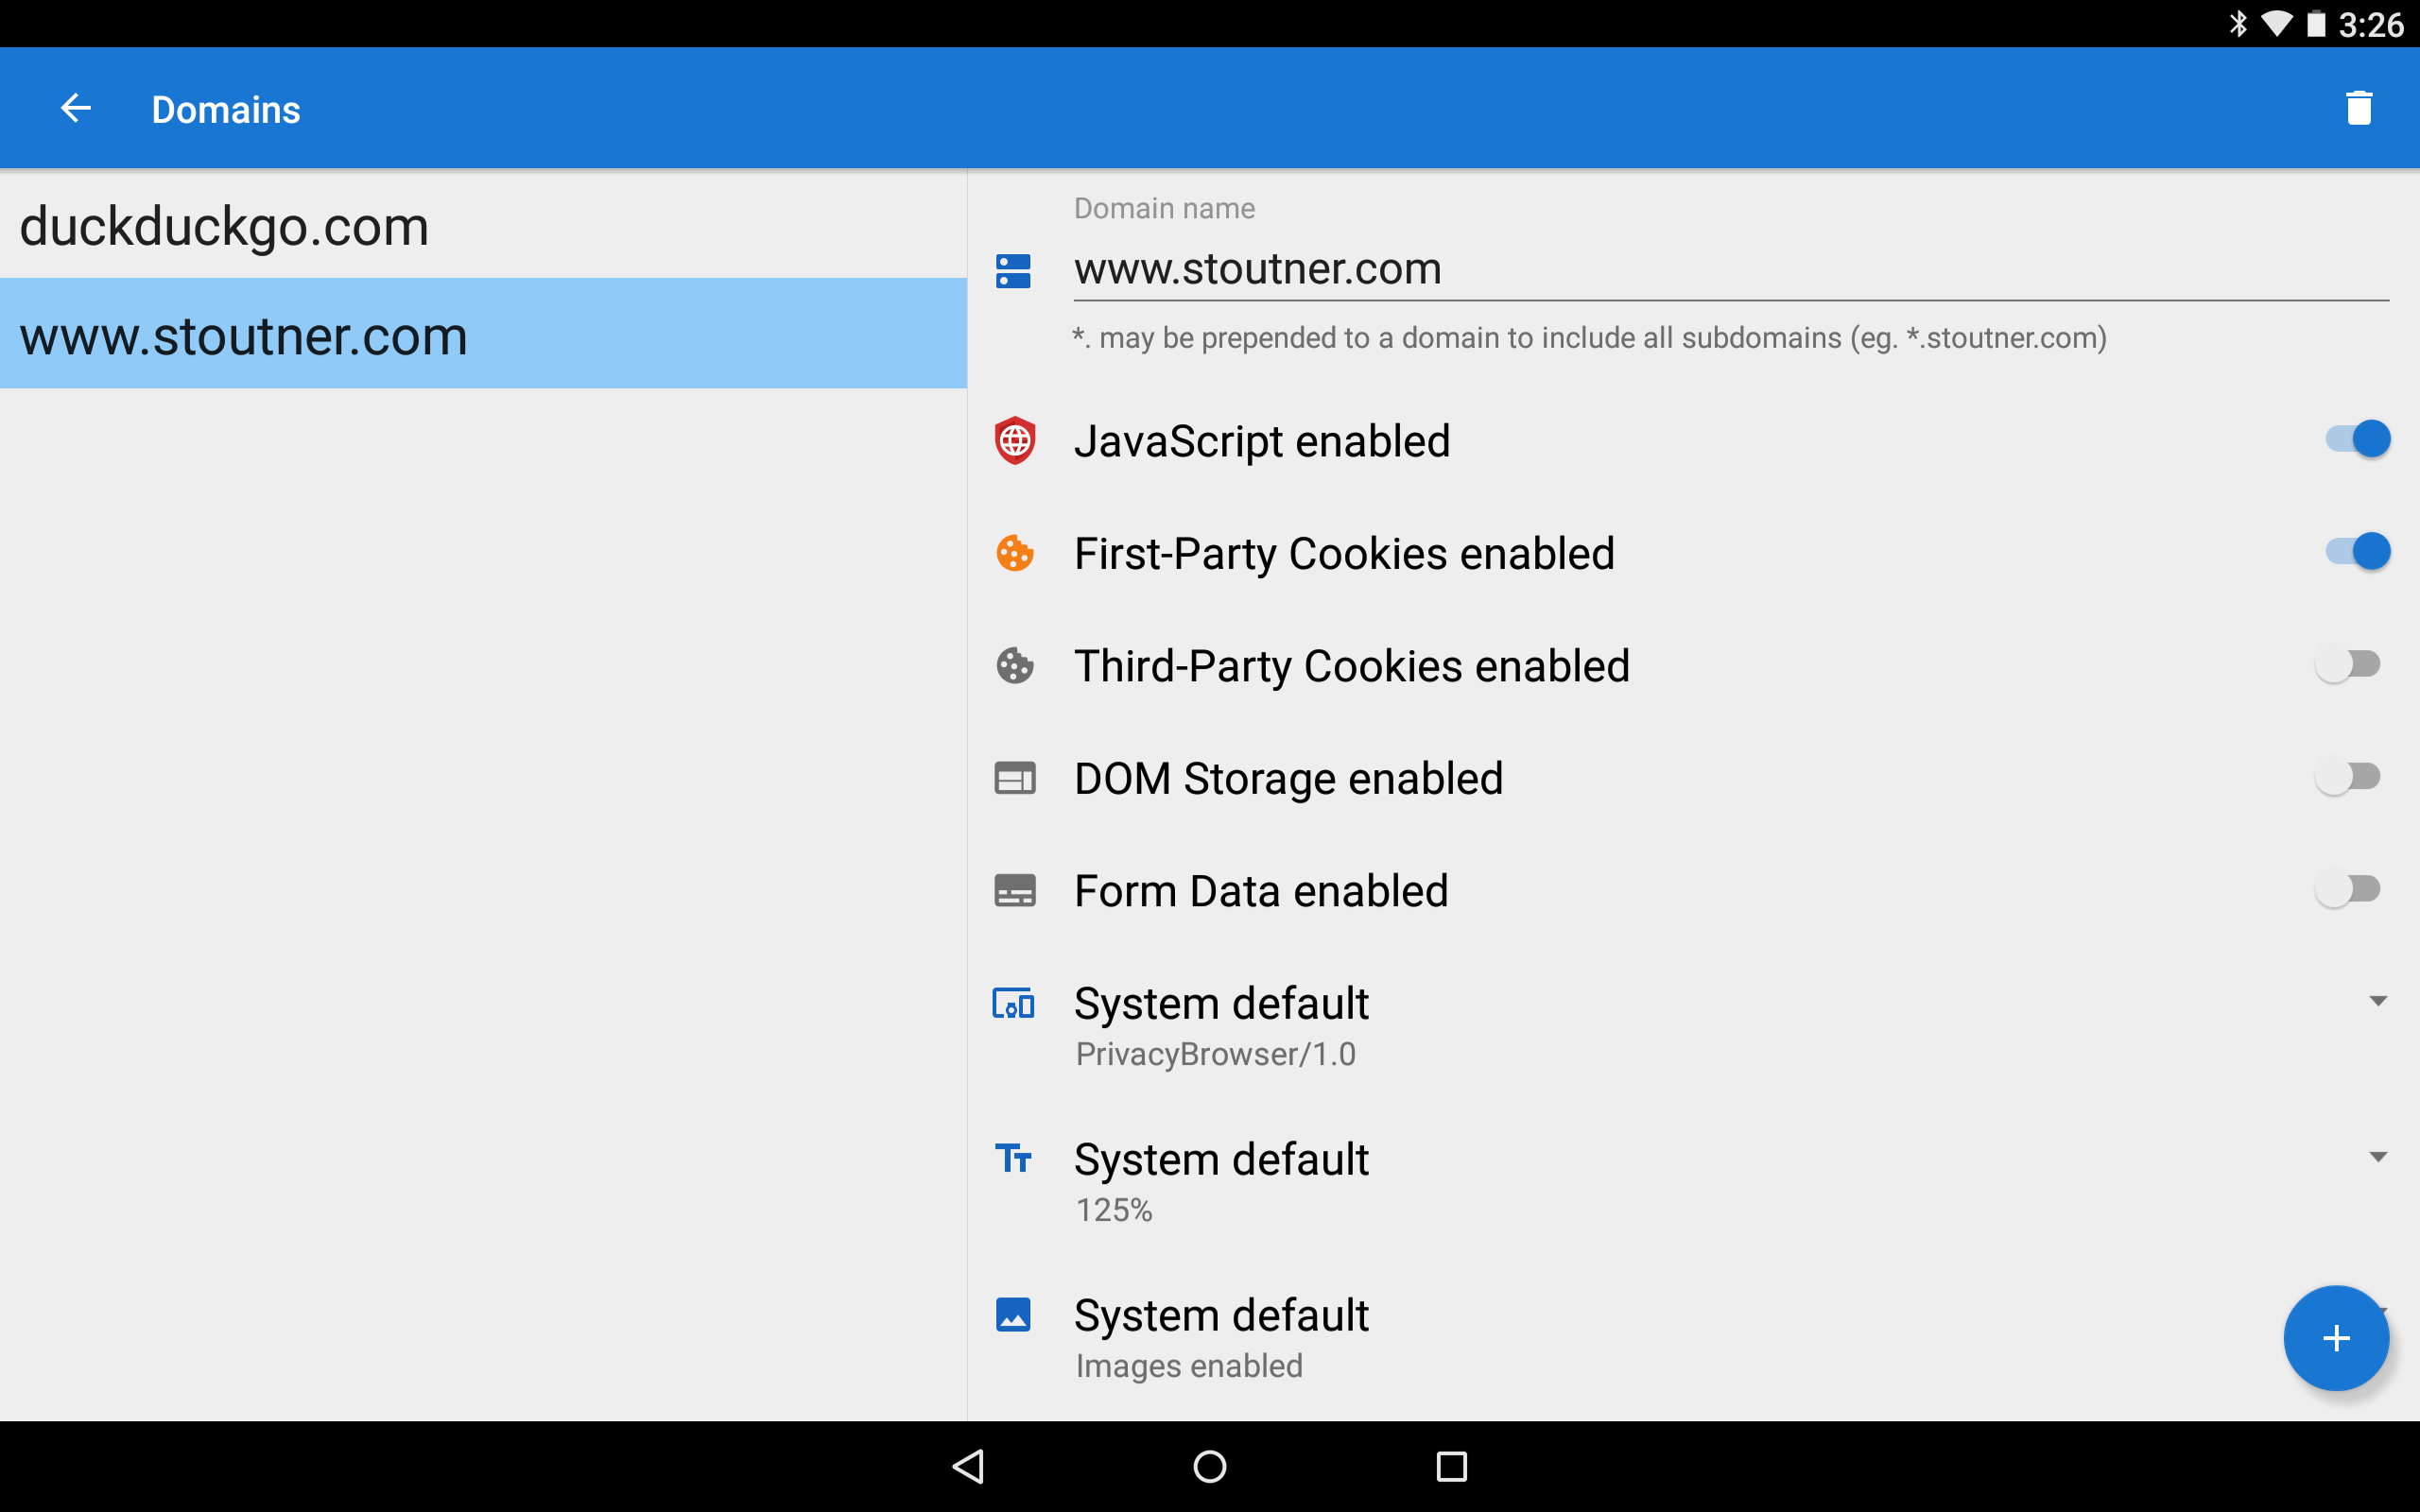 3:26
Domains
duckduckgo.com
www.stoutner.com
Domain name
www.stoutner.com
*. may be prepended to a domain to include all subdomains (eg. *.stoutner.com)
JavaScript enabled
First-Party Cookies enabled
Third-Party Cookies enabled
DOM Storage enabled
Form Data enabled
System default
PrivacyBrowser/1.0
System default
125%
System default
Images enabled